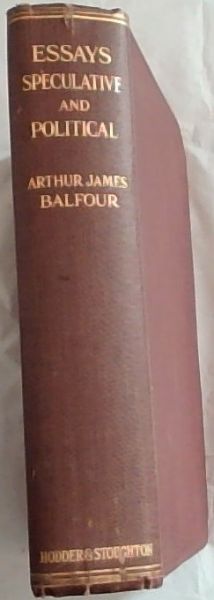 ESSAYS
SPECULATIVE
AND
POLITICAL
ARTHUR JAMES
BALFOUR
HODDER & STOUGHTON